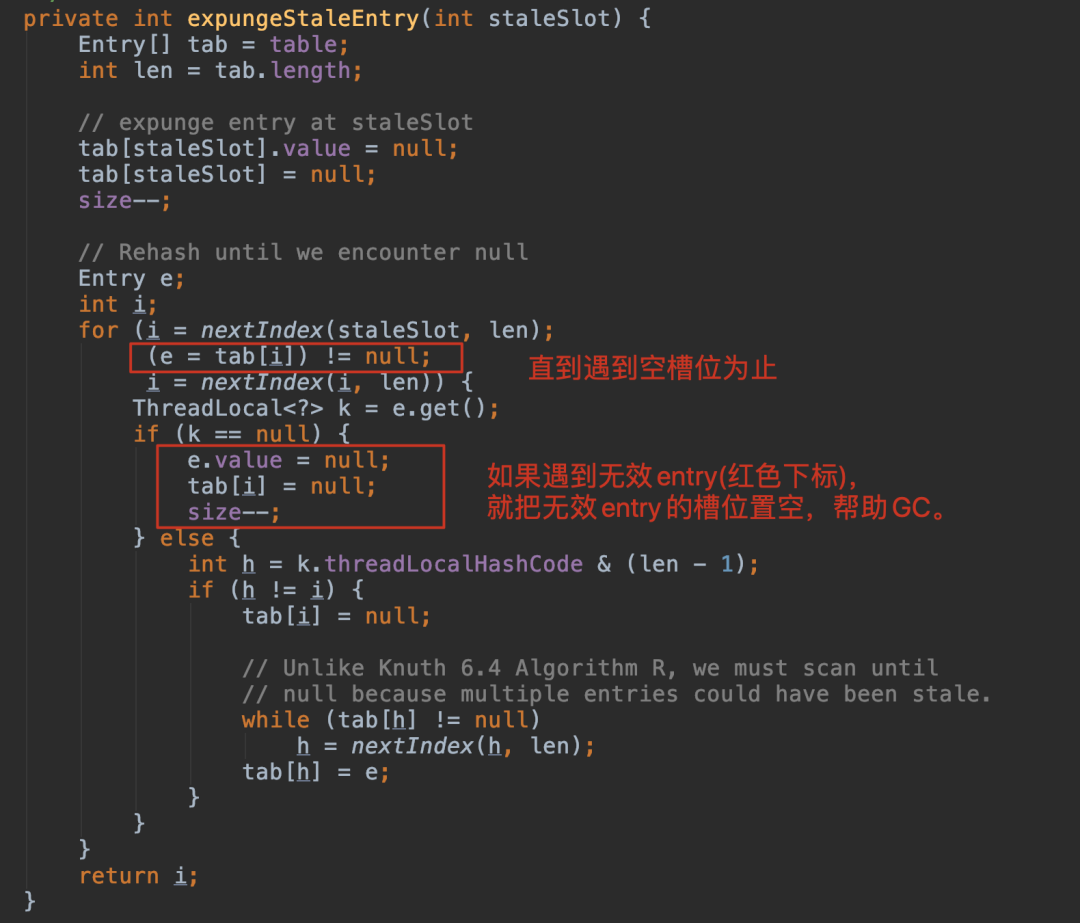 private int expungeStaleEntry(int staleSlot) {
    Entry[] tab = table;
    int len = tab.length;

    // expunge entry at staleSlot
    tab[staleSlot].value = null;
    tab[staleSlot] = null;
    size--;

    // Rehash until we encounter null
    Entry e;
    int i;
    for (i = nextIndex(staleSlot, len);
         (e = tab[i]) != null;
直到遇到空槽位为止
         i = nextIndex(i, len)) {
        ThreadLocal<?> k = e.get();
        if (k == null) {
            e.value = null;
如果遇到无效entry(红色下标),
            tab[i] = null;
就把无效entry的槽位置空，帮助GC。
            size--;
        } else {
            int h = k.threadLocalHashCode & (len - 1);
            if (h != i) {
                tab[i] = null;

                // Unlike Knuth 6.4 Algorithm R, we must scan until
                // null because multiple entries could have been stale.
                while (tab[h] != null)
                    h = nextIndex(h, len);
                tab[h] = e;
            }
        }
    }
    return i;
}